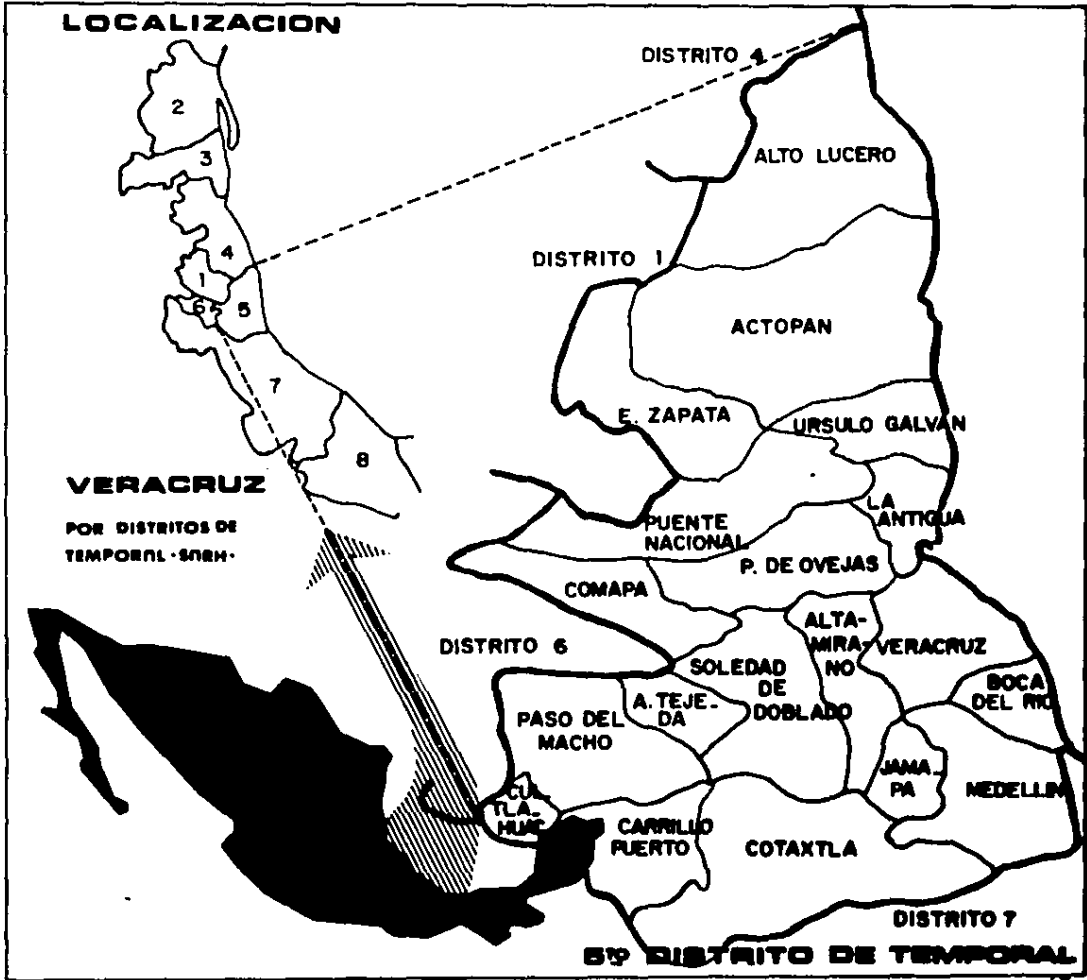 LOCALIZACION
2
3
4
1
6
5
7
8
VERACRUZ
POR DISTRITOS DE
TEMPORAL-SARH-
DISTRITO 4
ALTO LUCERO
DISTRITO 1
ACTOPAN
E. ZAPATA
URSULO GALVAN
LA
ANTIGUA
PUENTE
NACIONAL
P. DE OVEJAS
COMAPA
ALTA-
MIRA-
NO
VERACRUZ
DISTRITO 6
SOLEDAD
DE
DOBLADO
BOCA
DEL RIO
A. TEJE-
DA
PASO DEL
MACHO
JAMA-
PA
MEDELLIN
CUI-
TLA-
HUAC
CARRILLO
PUERTO
COTAXTLA
DISTRITO 7
5TO DISTRITO DE TEMPORAL